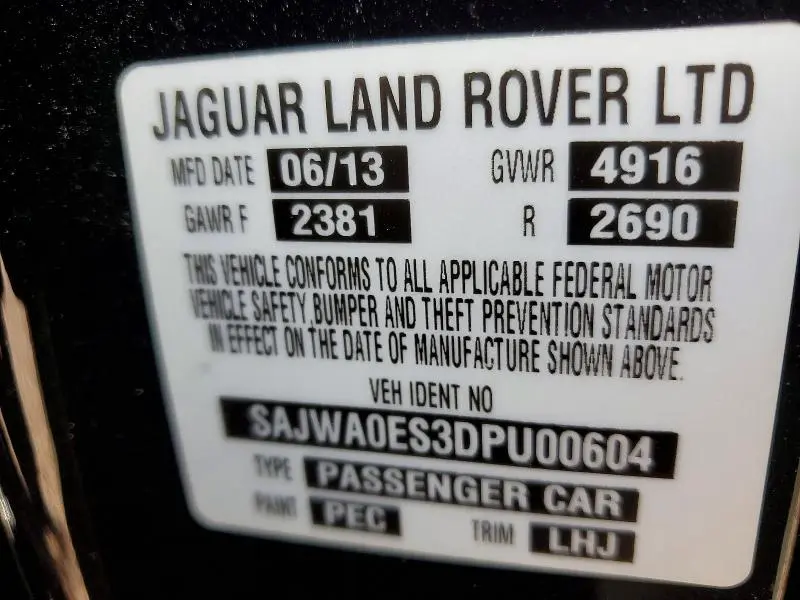 JAGUAR LAND ROVER LTD
MFD DATE 06/13 GVWR 4916
GAWR F 2381 R 2690
THIS VEHICLE CONFORMS TO ALL APPLICABLE FEDERAL MOTOR
VEHICLE SAFETY, BUMPER AND THEFT PREVENTION STANDARDS
IN EFFECT ON THE DATE OF MANUFACTURE SHOWN ABOVE.
VEH IDENT NO
SAJWA0ES3DPU00604
TYPE PASSENGER CAR
PAINT PEC TRIM LHJ